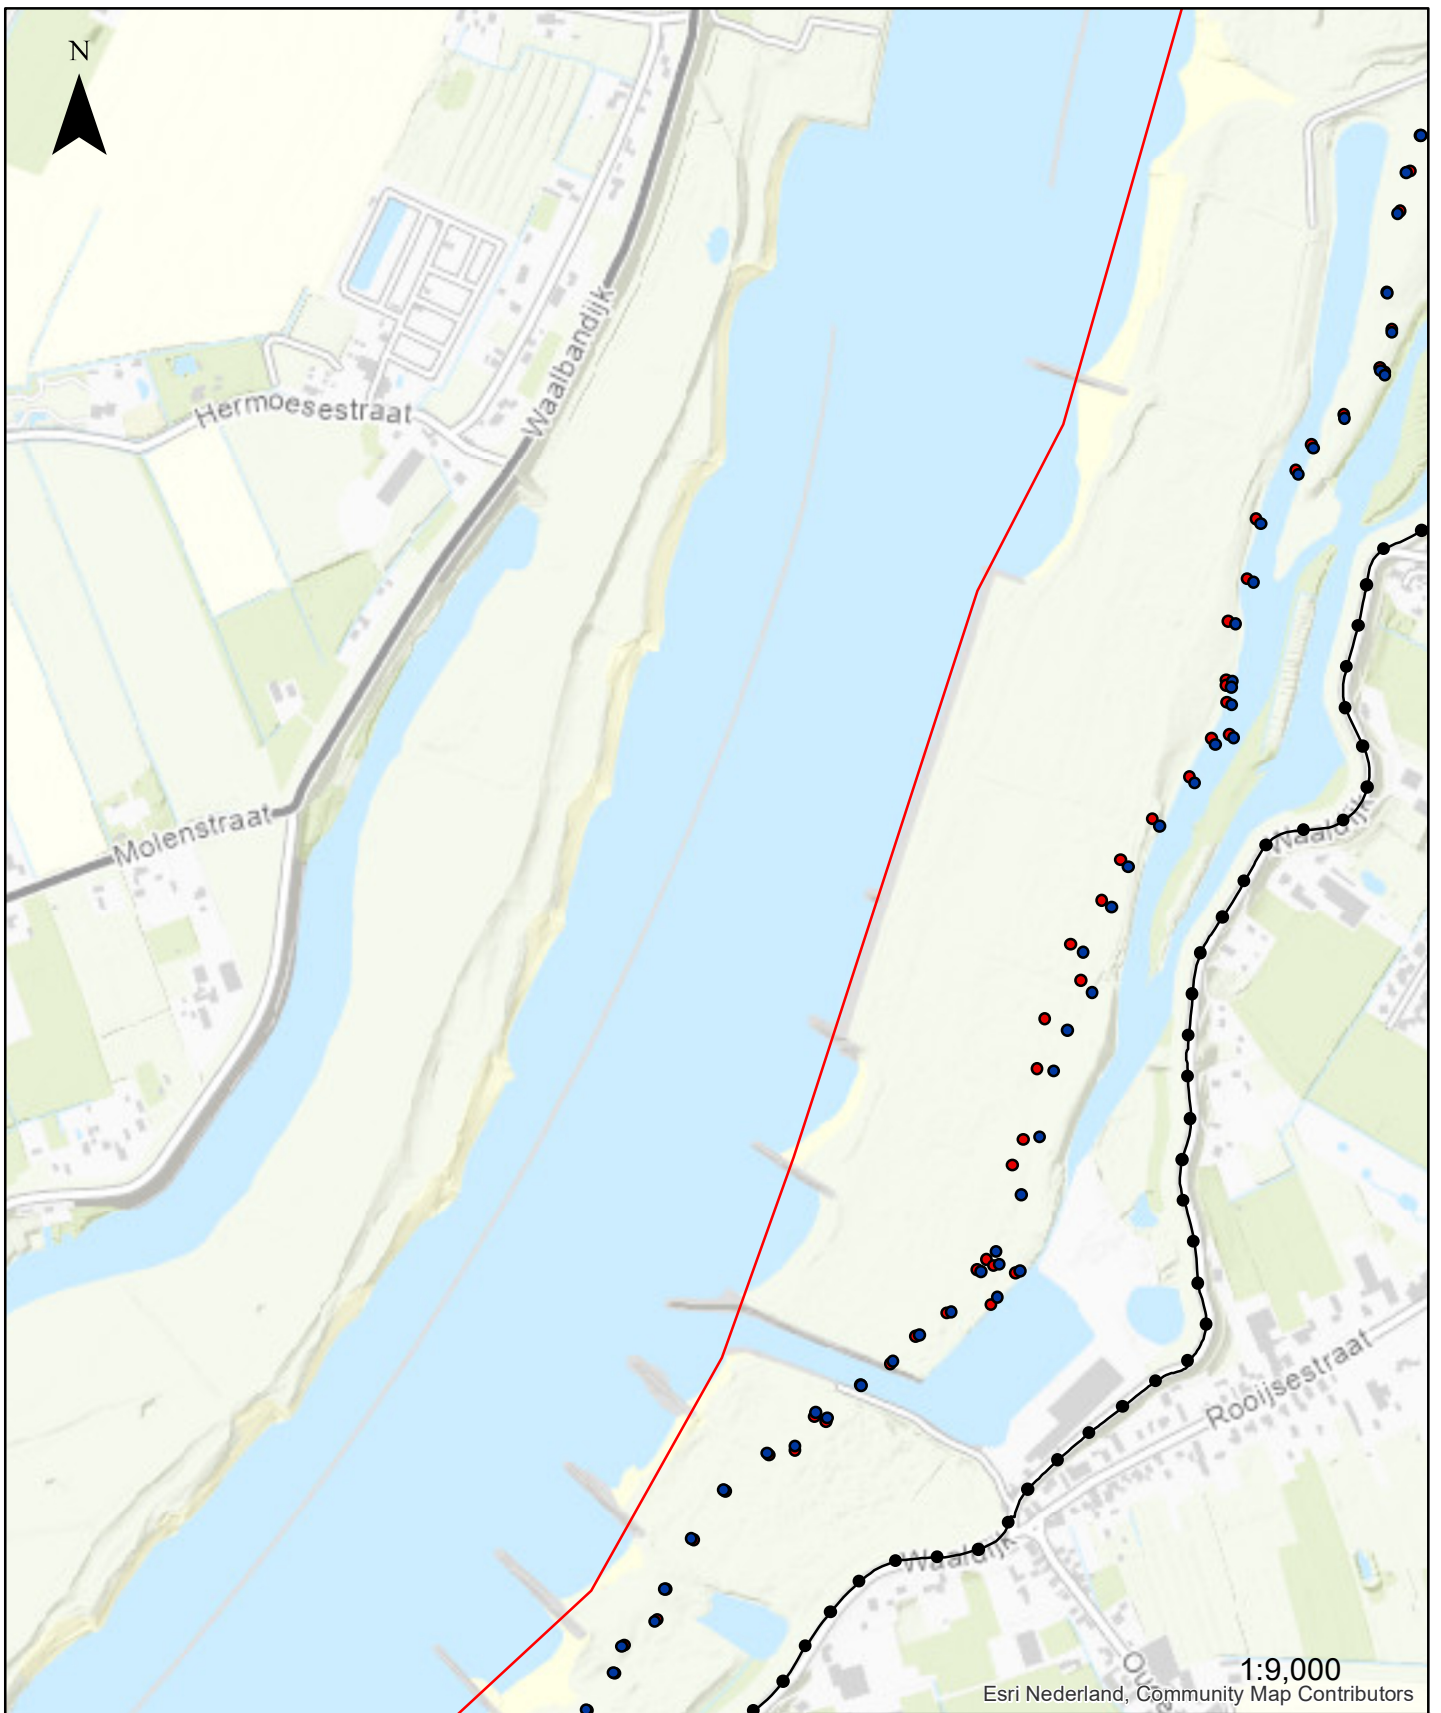 N
Waalbandijk
Hermoesestraat
Molenstraat
Waaldijk
Rooijsestraat
Waaldijk
1:9,000
Esri Nederland, Community Map Contributors